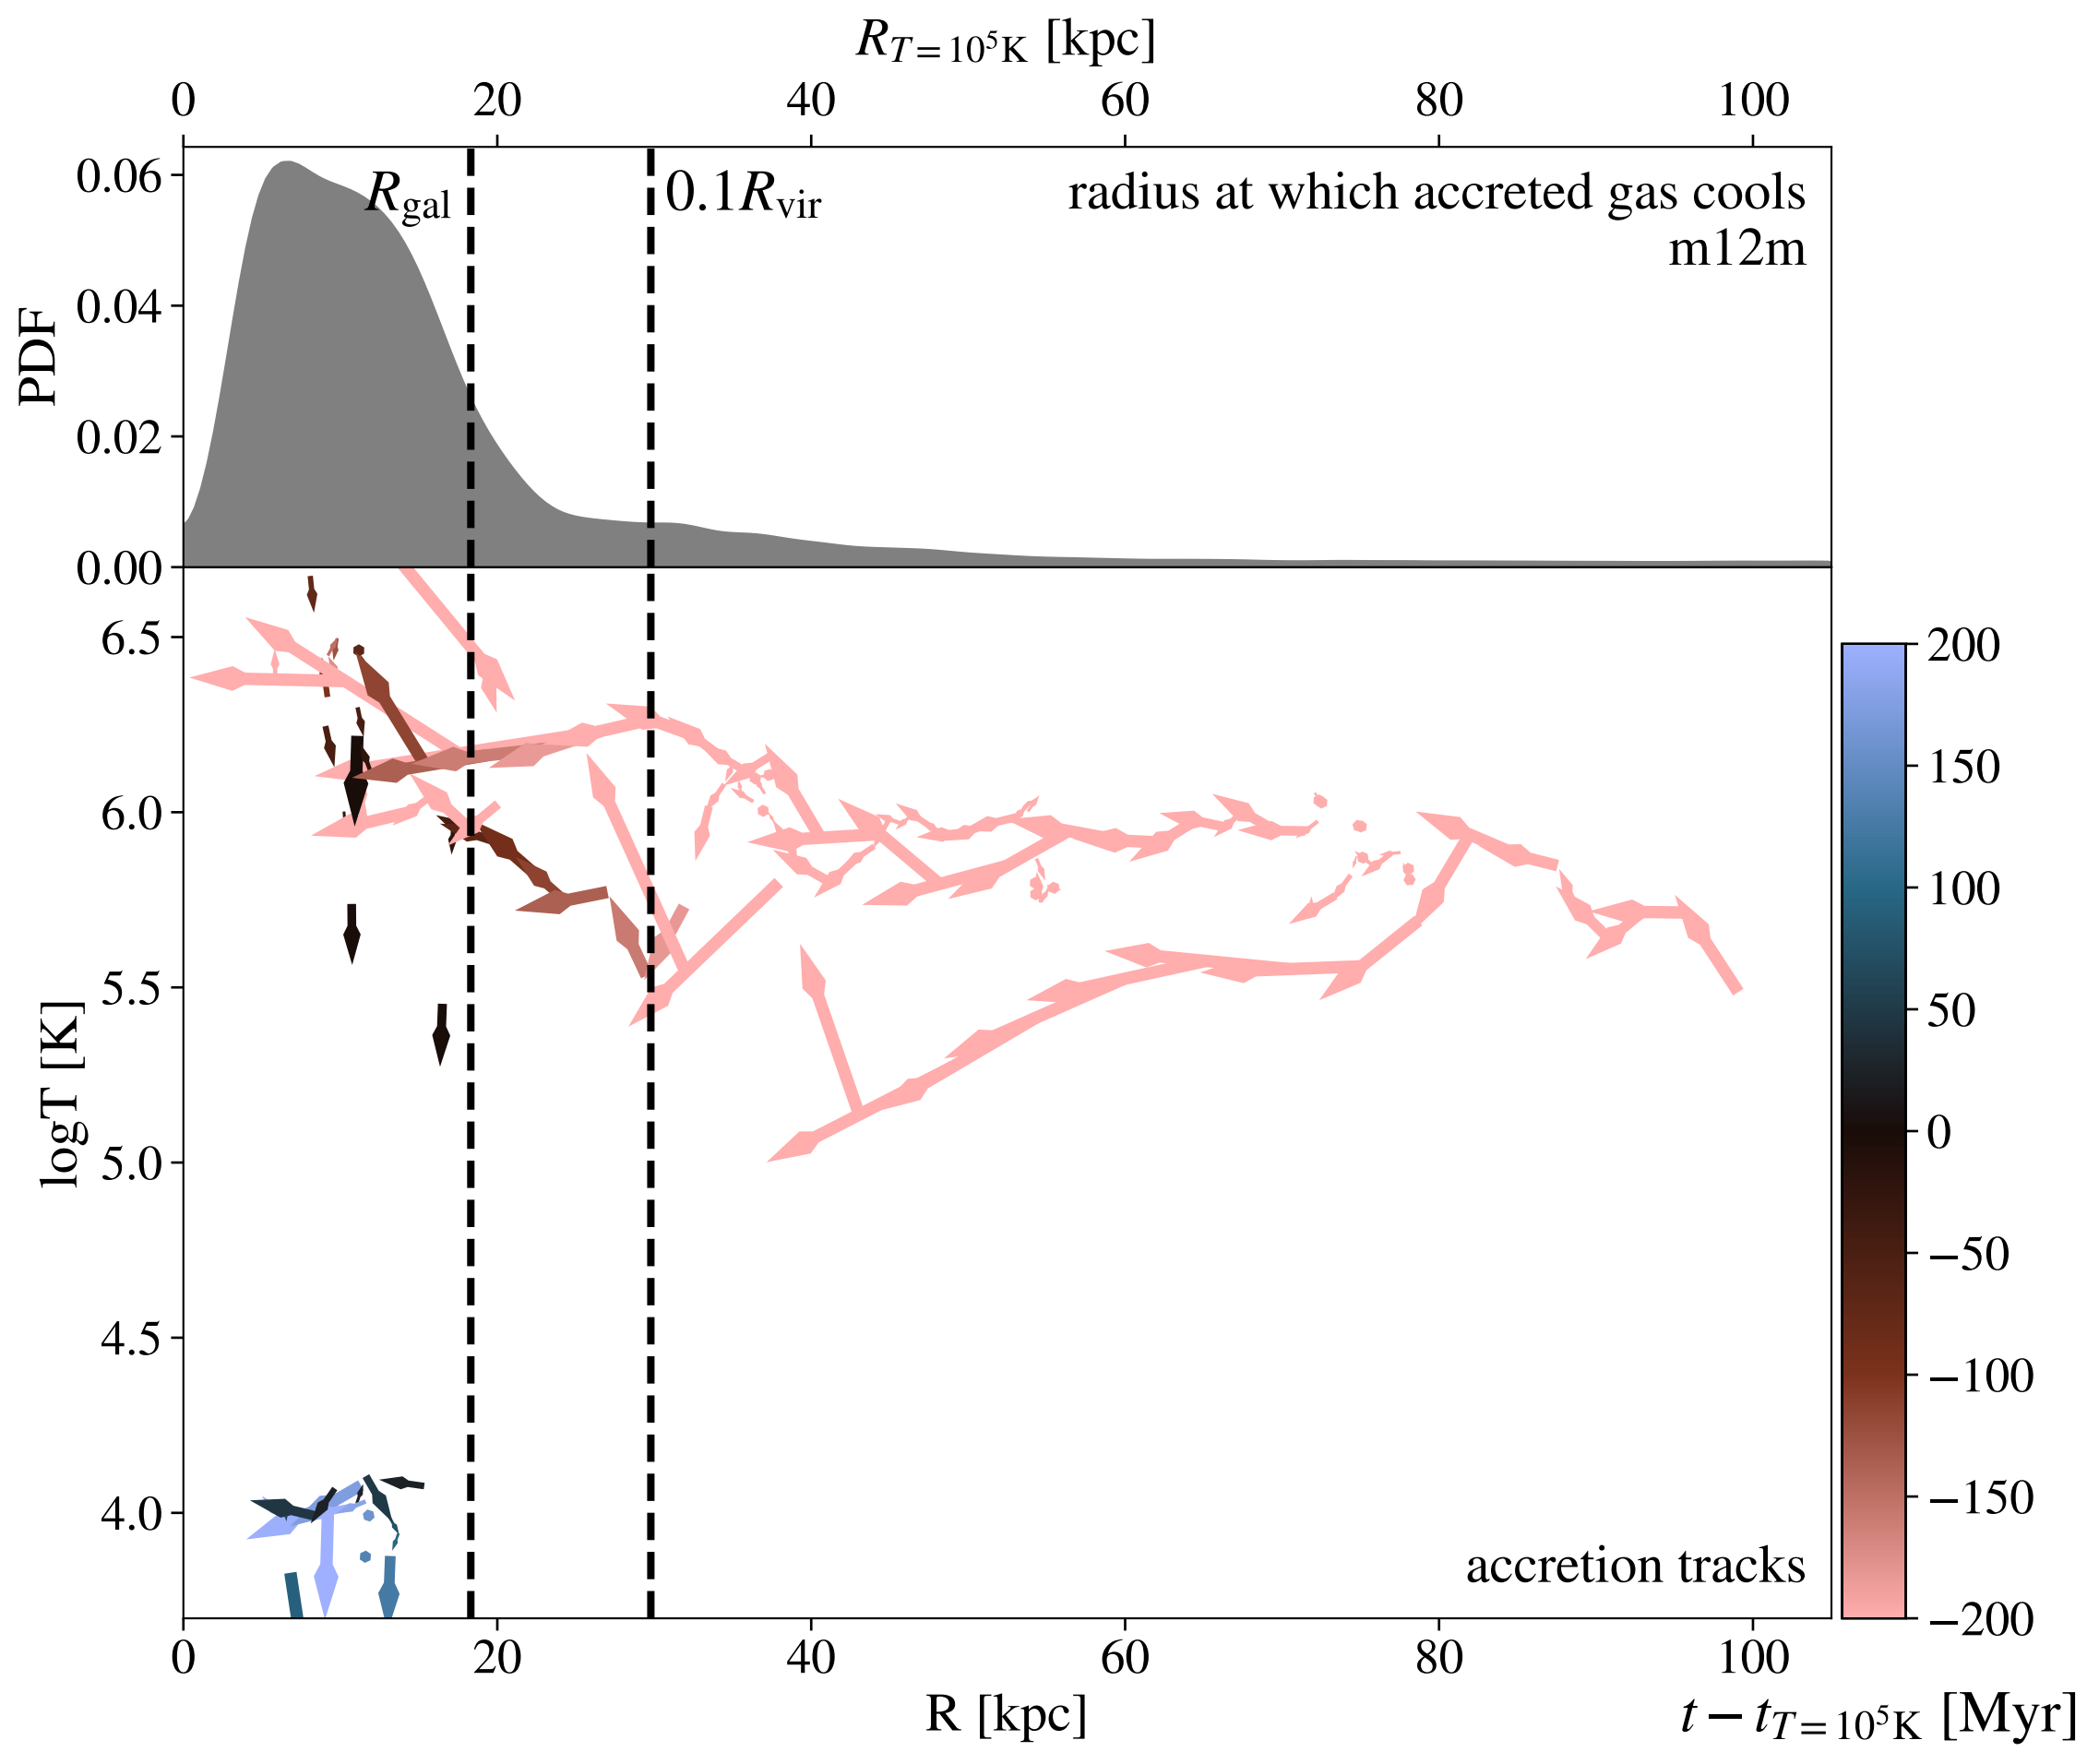 R_{T=10^5K} [kpc]
0 20 40 60 80 100
0.06
0.04
0.02
0.00
PDF
R_gal
0.1R_vir
radius at which accreted gas cools
m12m
6.5
6.0
5.5
5.0
4.5
4.0
logT [K]
accretion tracks
0 20 40 60 80 100
R [kpc]
200
150
100
50
0
−50
−100
−150
−200
t − t_{T=10^5K} [Myr]